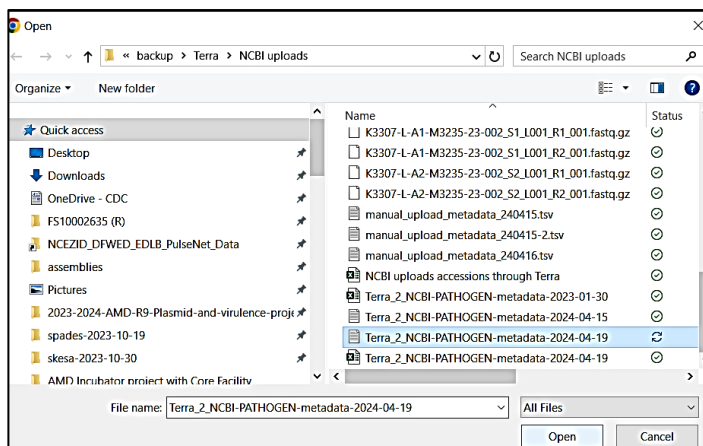 Open
« backup > Terra > NCBI uploads
Search NCBI uploads
Organize
New folder
Quick access
Desktop
Downloads
OneDrive - CDC
FS10002635 (R)
NCEZID_DFWED_EDLB_PulseNet_Data
assemblies
Pictures
2023-2024-AMD-R9-Plasmid-and-virulence-proje
spades-2023-10-19
skesa-2023-10-30
AMD Incubator project with Core Facility
Name
Status
K3307-L-A1-M3235-23-002_S1_L001_R1_001.fastq.gz
K3307-L-A1-M3235-23-002_S1_L001_R2_001.fastq.gz
K3307-L-A2-M3235-23-002_S2_L001_R1_001.fastq.gz
K3307-L-A2-M3235-23-002_S2_L001_R2_001.fastq.gz
manual_upload_metadata_240415.tsv
manual_upload_metadata_240415-2.tsv
manual_upload_metadata_240416.tsv
NCBI uploads accessions through Terra
Terra_2_NCBI-PATHOGEN-metadata-2023-01-30
Terra_2_NCBI-PATHOGEN-metadata-2024-04-15
Terra_2_NCBI-PATHOGEN-metadata-2024-04-19
Terra_2_NCBI-PATHOGEN-metadata-2024-04-19
File name: Terra_2_NCBI-PATHOGEN-metadata-2024-04-19
All Files
Open
Cancel